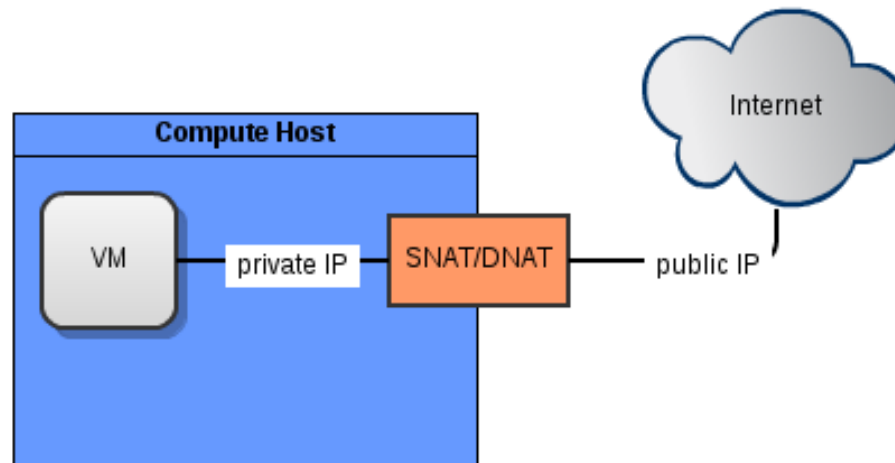 Internet
Compute Host
VM
private IP
SNAT/DNAT
public IP